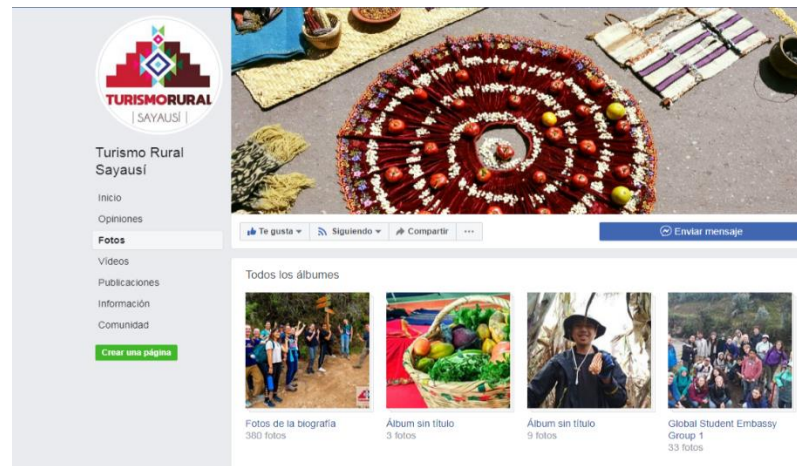 TURISMORURAL
| SAYAUSÍ |
Turismo Rural
Sayausí
Inicio
Opiniones
Fotos
Vídeos
Publicaciones
Información
Comunidad
Crear una página
Te gusta
Siguiendo
Compartir
Enviar mensaje
Todos los álbumes
Fotos de la biografía
380 fotos
Álbum sin título
3 fotos
Álbum sin título
9 fotos
Global Student Embassy
Group 1
33 fotos